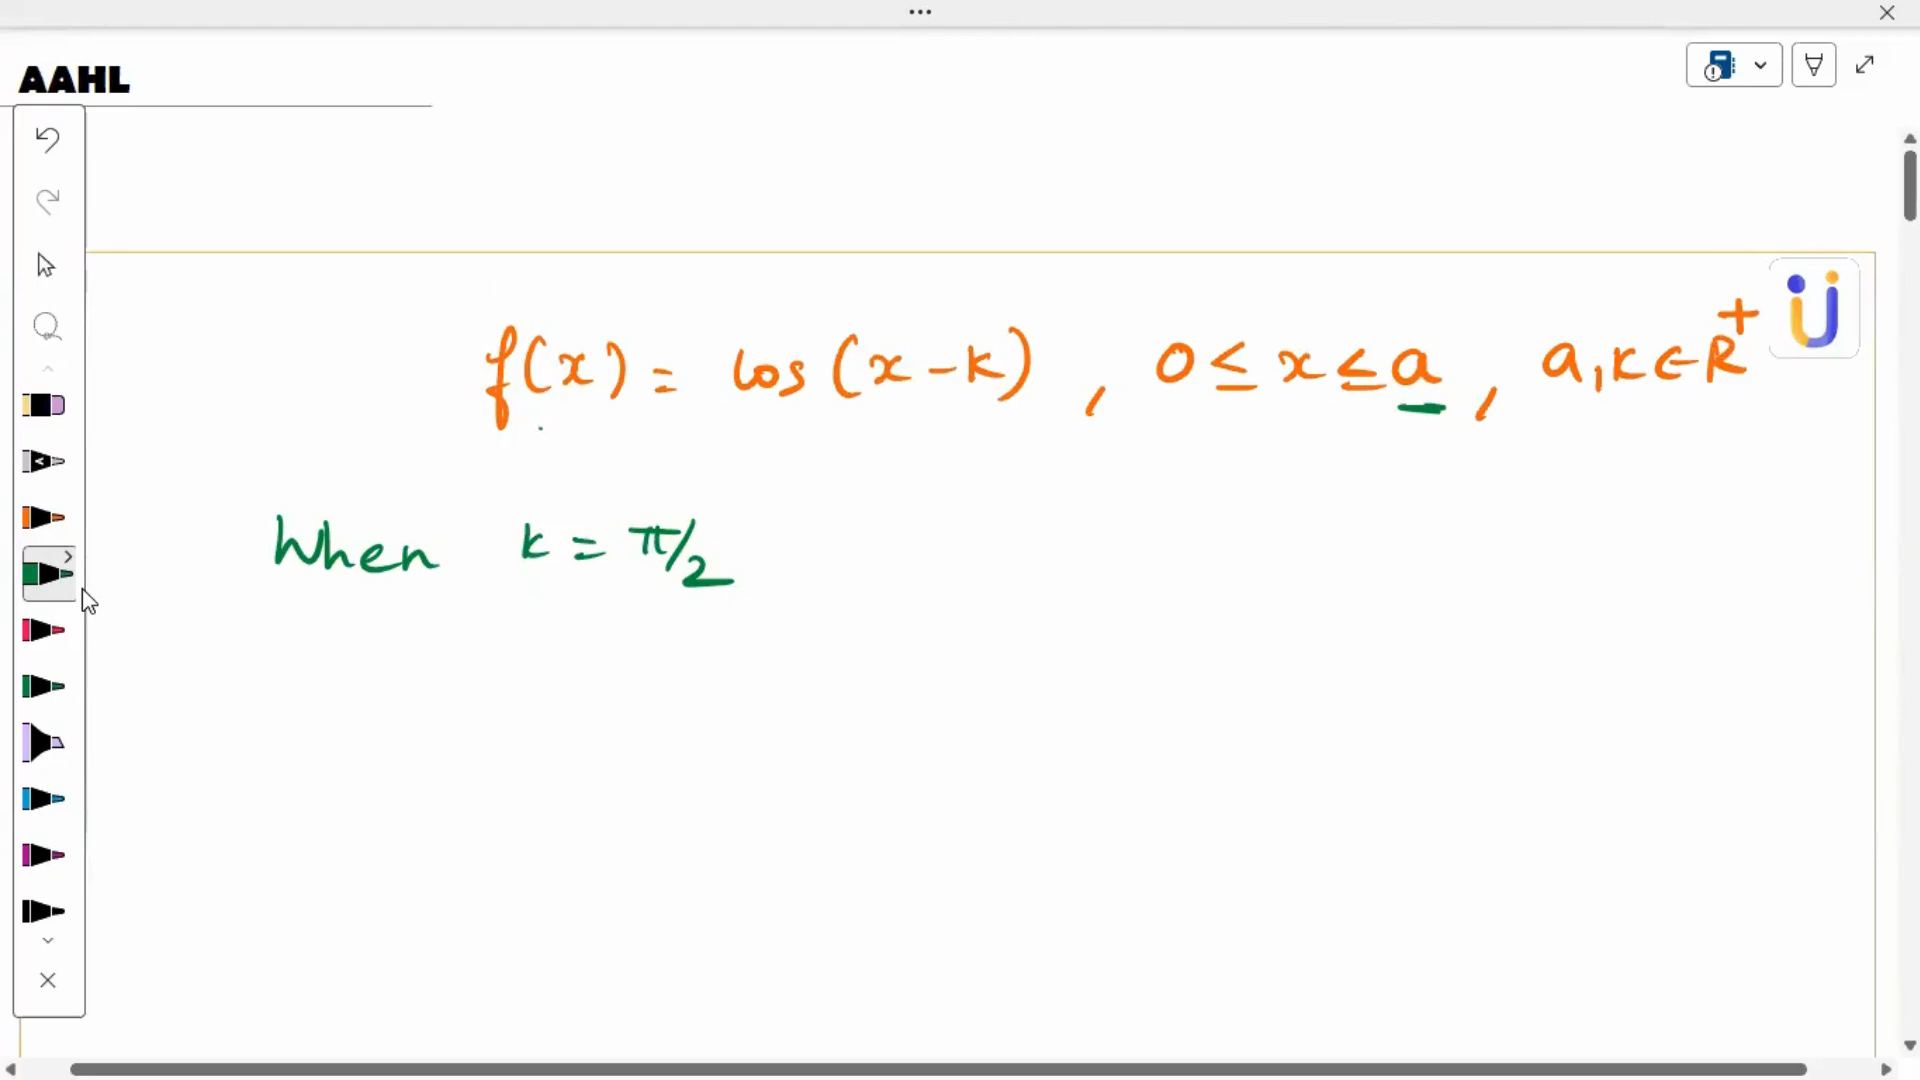 AAHL
f(x) = cos(x-k) , 0 ≤ x ≤ a , a,k ∈ R⁺
When k = π/2